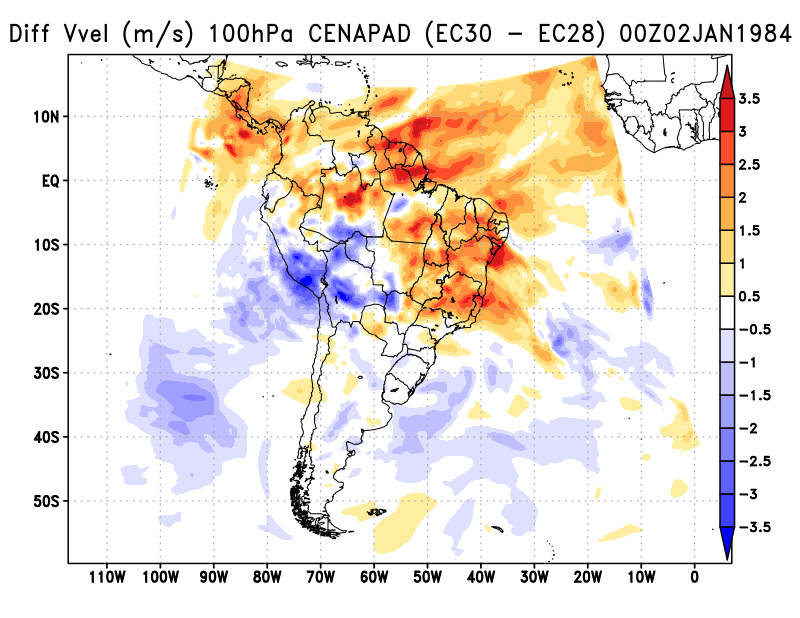 Diff Vvel (m/s) 100hPa CENAPAD (EC30 – EC28) 00Z02JAN1984
10N
EQ
10S
20S
30S
40S
50S
110W 100W 90W 80W 70W 60W 50W 40W 30W 20W 10W 0
3.5
3
2.5
2
1.5
1
0.5
−0.5
−1
−1.5
−2
−2.5
−3
−3.5